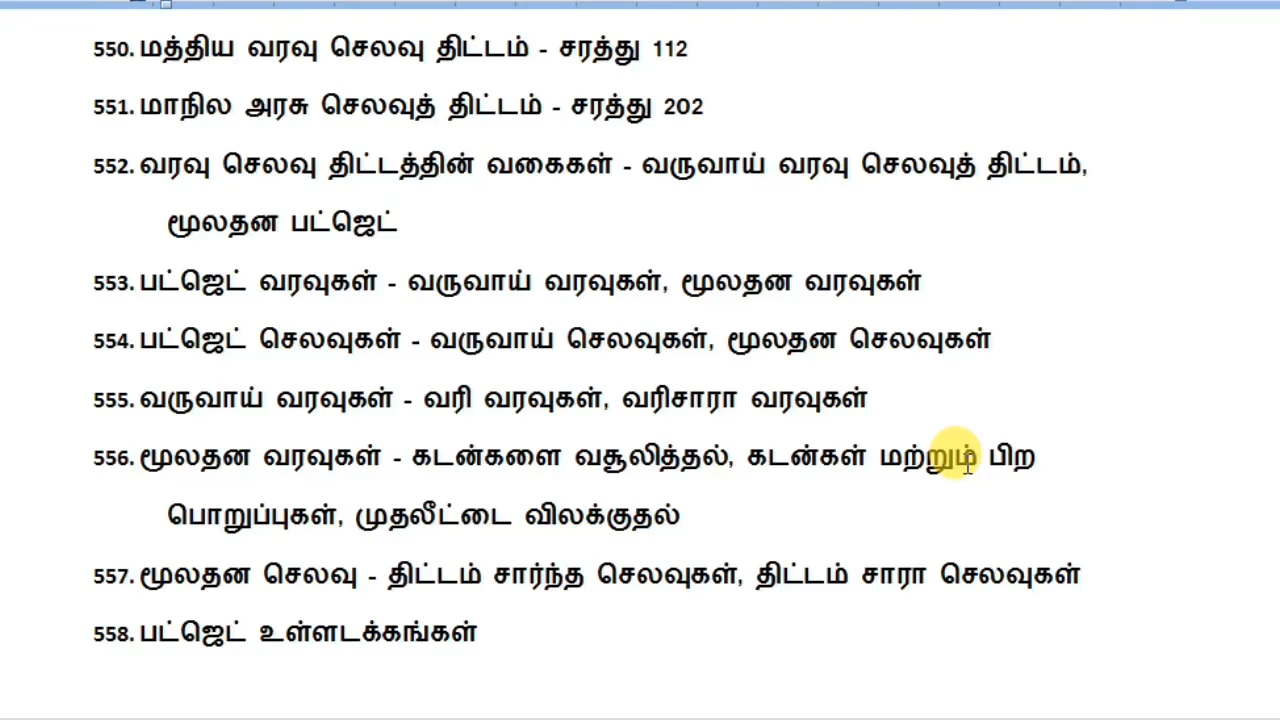 550. மத்திய வரவு செலவு திட்டம் - சரத்து 112
551. மாநில அரசு செலவுத் திட்டம் - சரத்து 202
552. வரவு செலவு திட்டத்தின் வகைகள் - வருவாய் வரவு செலவுத் திட்டம்,
மூலதன பட்ஜெட்
553. பட்ஜெட் வரவுகள் - வருவாய் வரவுகள், மூலதன வரவுகள்
554. பட்ஜெட் செலவுகள் - வருவாய் செலவுகள், மூலதன செலவுகள்
555. வருவாய் வரவுகள் - வரி வரவுகள், வரிசாரா வரவுகள்
556. மூலதன வரவுகள் - கடன்களை வசூலித்தல், கடன்கள் மற்றும் பிற
பொறுப்புகள், முதலீட்டை விலக்குதல்
557. மூலதன செலவு - திட்டம் சார்ந்த செலவுகள், திட்டம் சாரா செலவுகள்
558. பட்ஜெட் உள்ளடக்கங்கள்